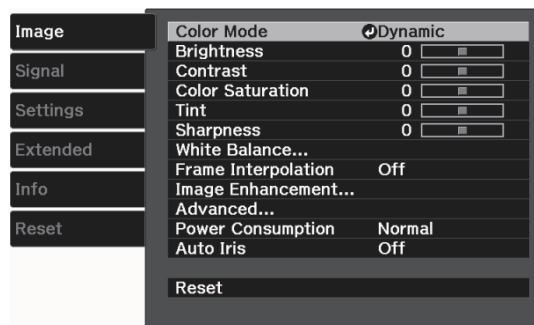 Image
Signal
Settings
Extended
Info
Reset
Color Mode Dynamic
Brightness 0
Contrast 0
Color Saturation 0
Tint 0
Sharpness 0
White Balance...
Frame Interpolation Off
Image Enhancement...
Advanced...
Power Consumption Normal
Auto Iris Off
Reset